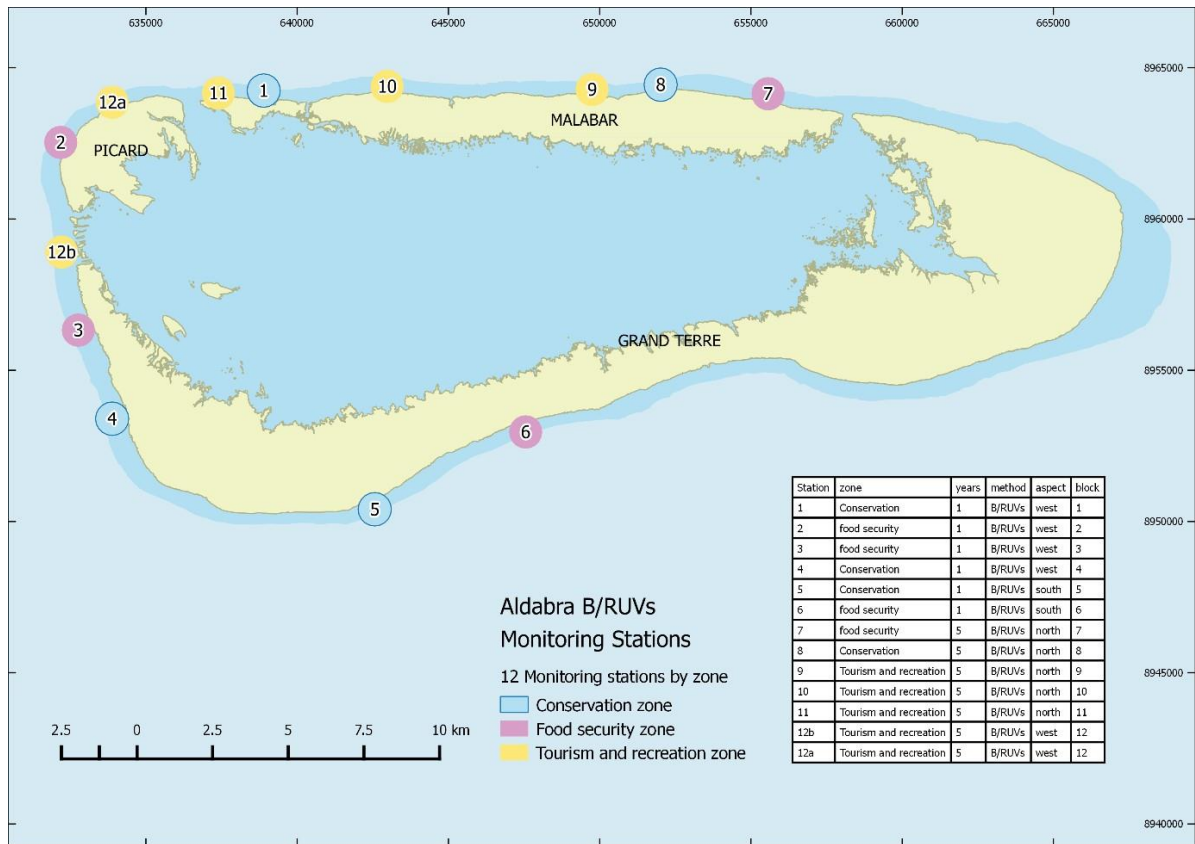 635000 640000 645000 650000 655000 660000 665000
8965000
12a
11
1
10
9
8
7
MALABAR
2
PICARD
8960000
12b
3
GRAND TERRE
8955000
4
6
5
8950000
Station zone years method aspect block
1 Conservation 1 B/RUVs west 1
2 food security 1 B/RUVs west 2
3 food security 1 B/RUVs west 3
4 Conservation 1 B/RUVs west 4
5 Conservation 1 B/RUVs south 5
6 food security 1 B/RUVs south 6
7 food security 5 B/RUVs north 7
8 Conservation 5 B/RUVs north 8
9 Tourism and recreation 5 B/RUVs north 9
10 Tourism and recreation 5 B/RUVs north 10
11 Tourism and recreation 5 B/RUVs north 11
12b Tourism and recreation 5 B/RUVs west 12
12a Tourism and recreation 5 B/RUVs west 12
Aldabra B/RUVs
Monitoring Stations
12 Monitoring stations by zone
Conservation zone
Food security zone
Tourism and recreation zone
2.5 0 2.5 5 7.5 10 km
8945000
8940000
635000 640000 645000 650000 655000 660000 665000